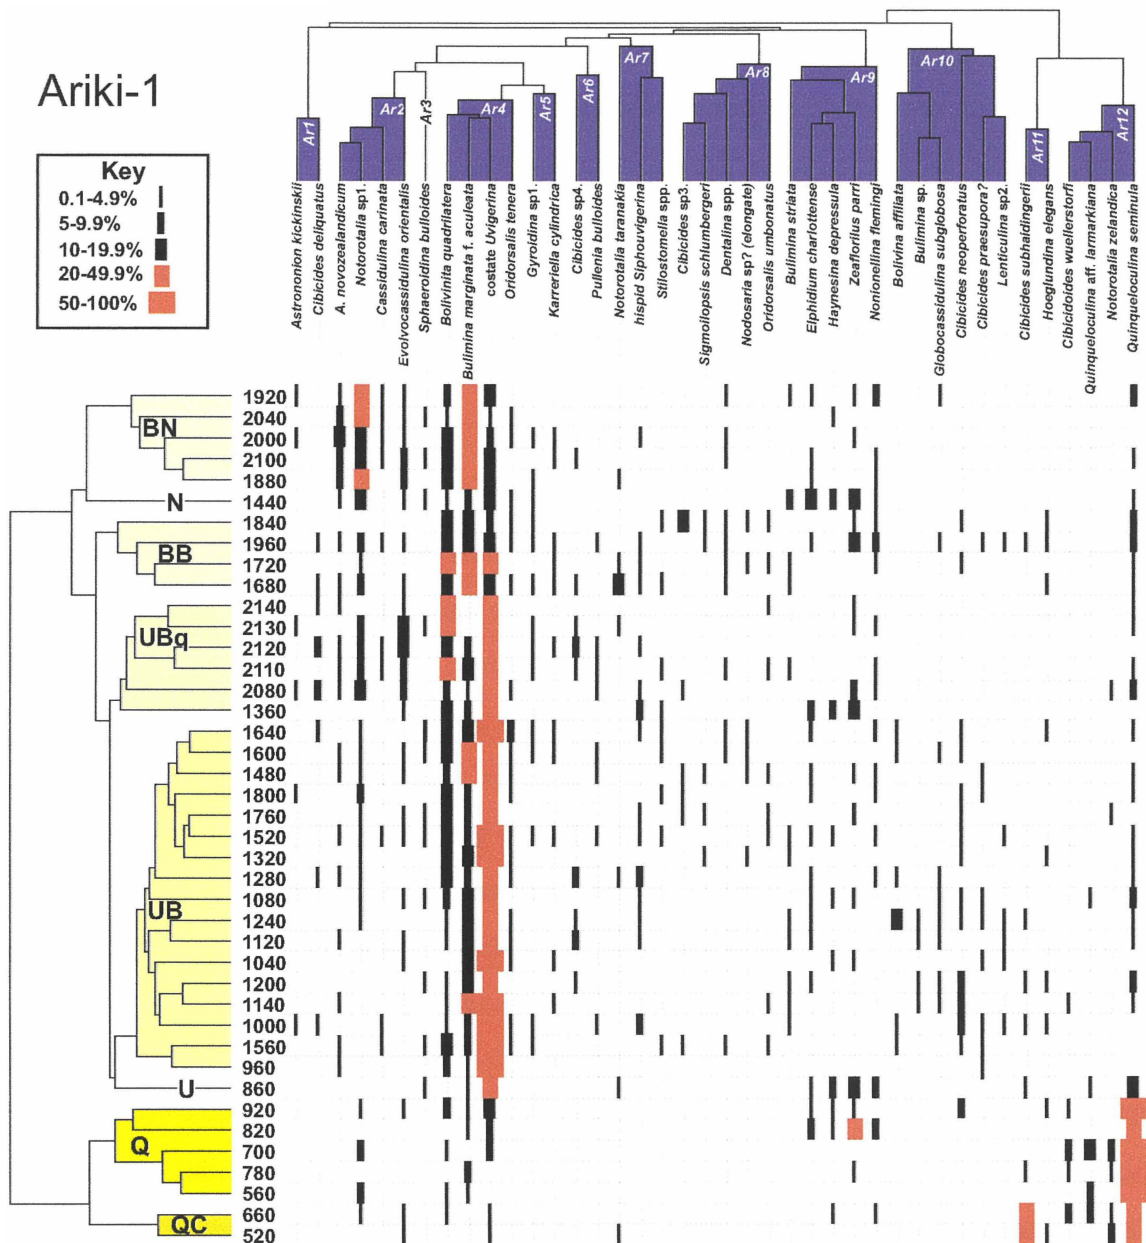 Ariki-1
Key
0.1-4.9%
5-9.9%
10-19.9%
20-49.9%
50-100%
Ar1
Ar2
Ar3
Ar4
Ar5
Ar6
Ar7
Ar8
Ar9
Ar10
Ar11
Ar12
Astrononion kickinskii
Cibicides deliquatus
A. novozealandicum
Notorotalia sp1.
Cassidulina carinata
Evolvocassidulina orientalis
Sphaeroidina bulloides
Bolivinita quadrilatera
Bulimina marginata f. aculeata
costate Uvigerina
Oridorsalis tenera
Gyroidina sp1.
Karreriella cylindrica
Cibicides sp4.
Pullenia bulloides
Notorotalia taranakia
hispid Siphouvigerina
Stilostomella spp.
Cibicides sp3.
Sigmoilopsis schlumbergeri
Dentalina spp.
Nodosaria sp? (elongate)
Oridorsalis umbonatus
Bulimina striata
Elphidium charlottense
Haynesina depressula
Zeaflorilus parri
Nonionellina flemingi
Bolivina affiliata
Bulimina sp.
Globocassidulina subglobosa
Cibicides neoperforatus
Cibicides praesupora?
Lenticulina sp2.
Cibicides subhaidingerii
Hoeglundina elegans
Cibicidoides wuellerstorfi
Quinqueloculina aff. lamarkiana
Notorotalia zelandica
Quinqueloculina seminula
BN
N
BB
UBq
UB
U
Q
QC
1920
2040
2000
2100
1880
1440
1840
1960
1720
1680
2140
2130
2120
2110
2080
1360
1640
1600
1480
1800
1760
1520
1320
1280
1080
1240
1120
1040
1200
1140
1000
1560
960
860
920
820
700
780
560
660
520